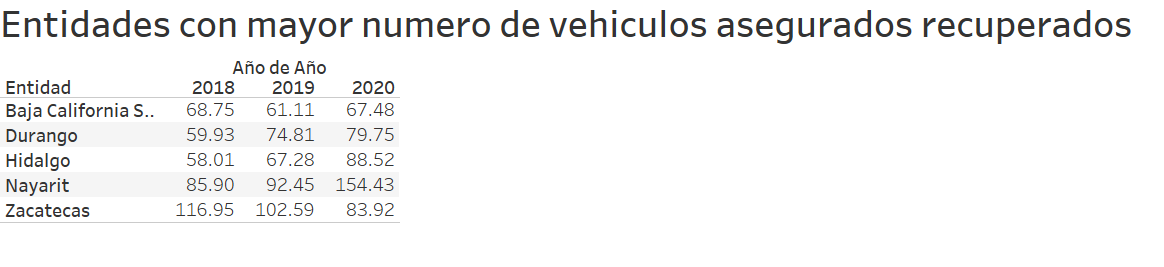 Entidades con mayor numero de vehiculos asegurados recuperados
Año de Año
Entidad 2018 2019 2020
Baja California S.. 68.75 61.11 67.48
Durango 59.93 74.81 79.75
Hidalgo 58.01 67.28 88.52
Nayarit 85.90 92.45 154.43
Zacatecas 116.95 102.59 83.92